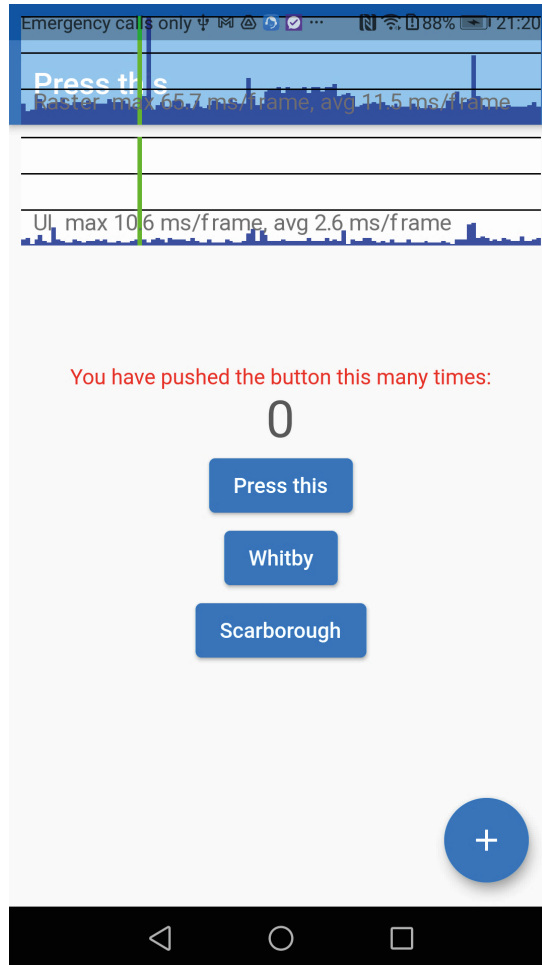 Emergency calls only ... 88% 21:20
Press this
Raster max 65.7 ms/frame, avg 11.5 ms/frame
UI max 10.6 ms/frame, avg 2.6 ms/frame
You have pushed the button this many times:
0
Press this
Whitby
Scarborough
+